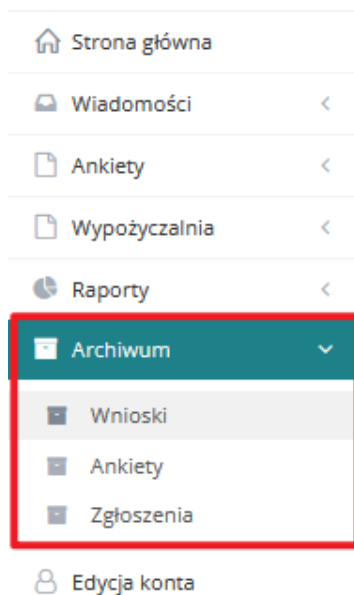 Strona główna
Wiadomości
Ankiety
Wypożyczalnia
Raporty
Archiwum
Wnioski
Ankiety
Zgłoszenia
Edycja konta